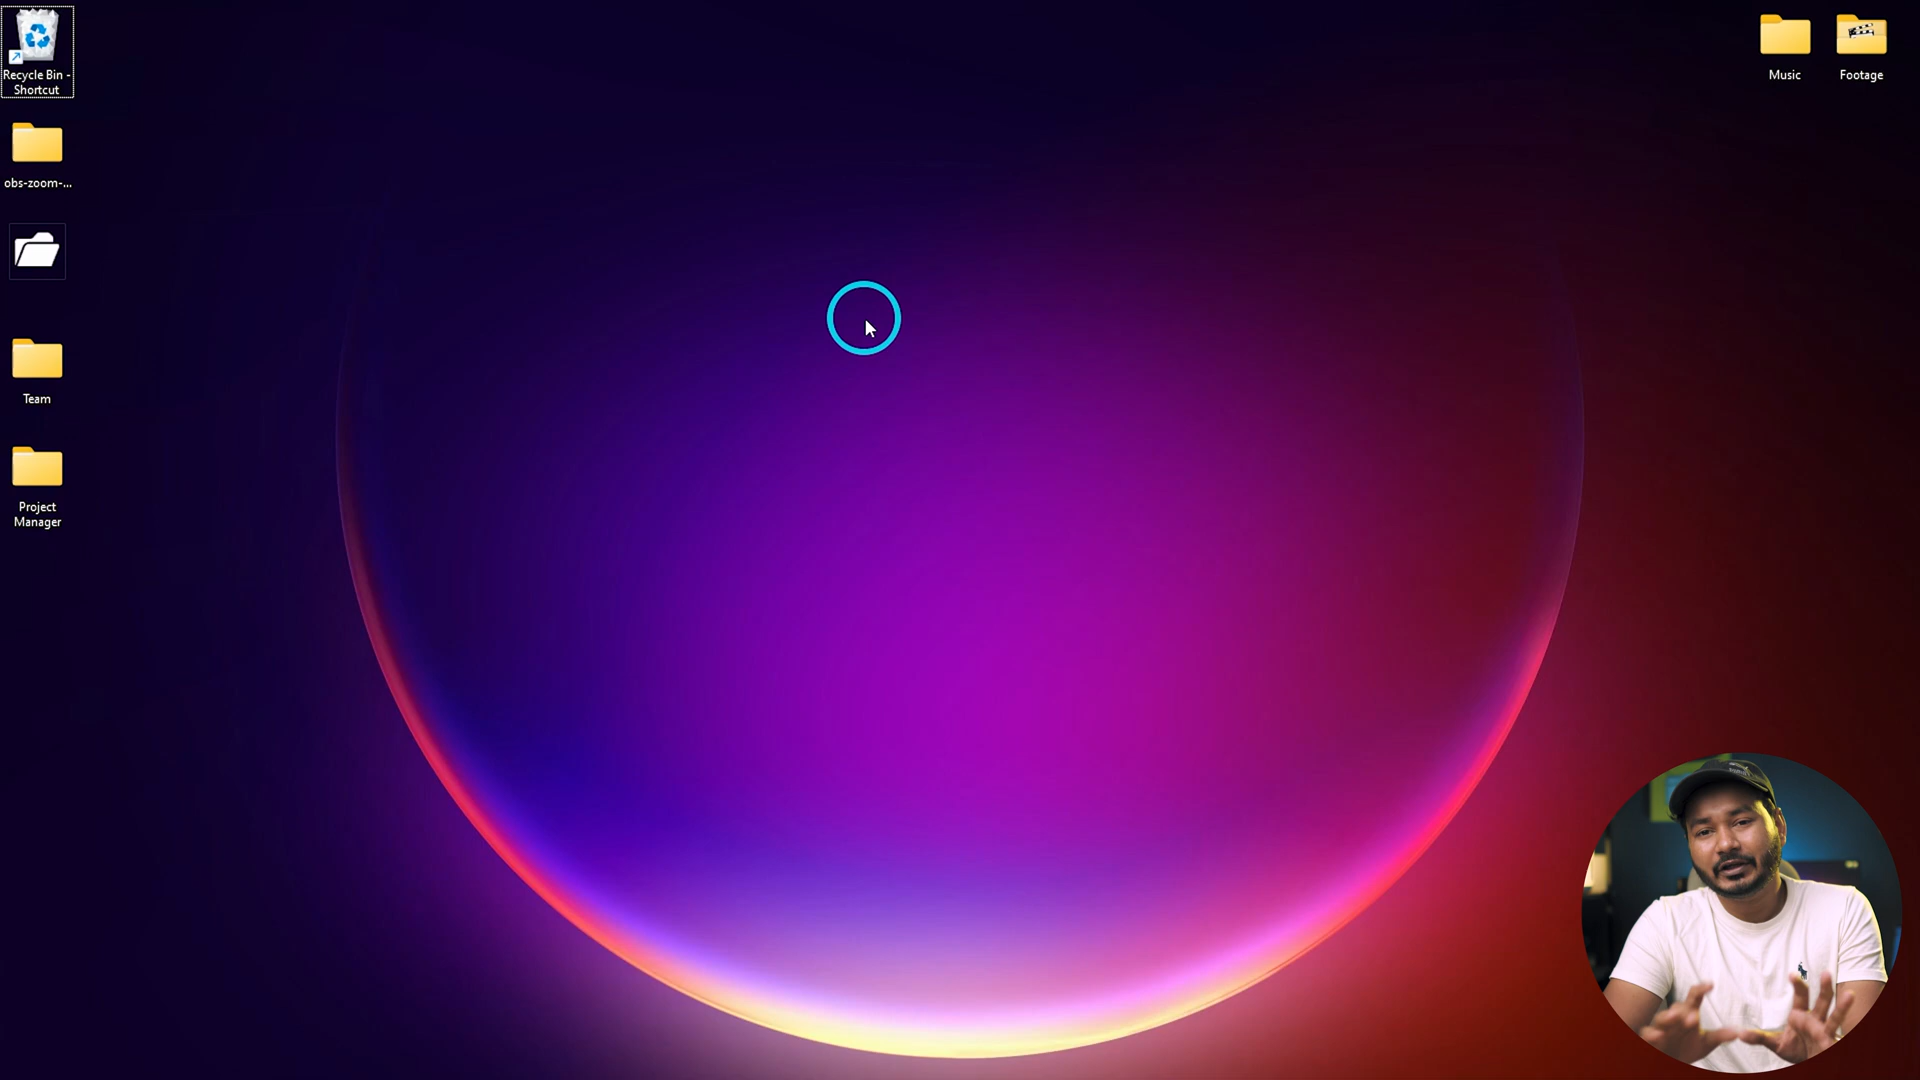 Recycle Bin -
Shortcut
obs-zoom-...
Team
Project
Manager
Music
Footage